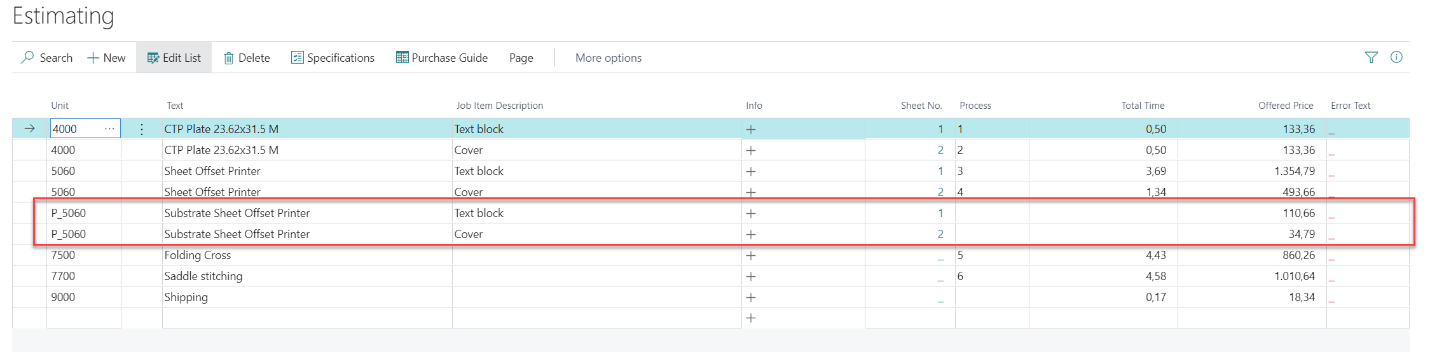 Estimating
Search New Edit List Delete Specifications Purchase Guide Page More options
Unit Text Job Item Description Info Sheet No. Process Total Time Offered Price Error Text
4000 ... CTP Plate 23.62x31.5 M Text block + 1 1 0,50 133,36 _
4000 CTP Plate 23.62x31.5 M Cover + 2 2 0,50 133,36 _
5060 Sheet Offset Printer Text block + 1 3 3,69 1.354,79 _
5060 Sheet Offset Printer Cover + 2 4 1,34 493,66 _
P_5060 Substrate Sheet Offset Printer Text block + 1 110,66 _
P_5060 Substrate Sheet Offset Printer Cover + 2 34,79 _
7500 Folding Cross + _ 5 4,43 860,26 _
7700 Saddle stitching + _ 6 4,58 1.010,64 _
9000 Shipping + _ 0,17 18,34 _
+